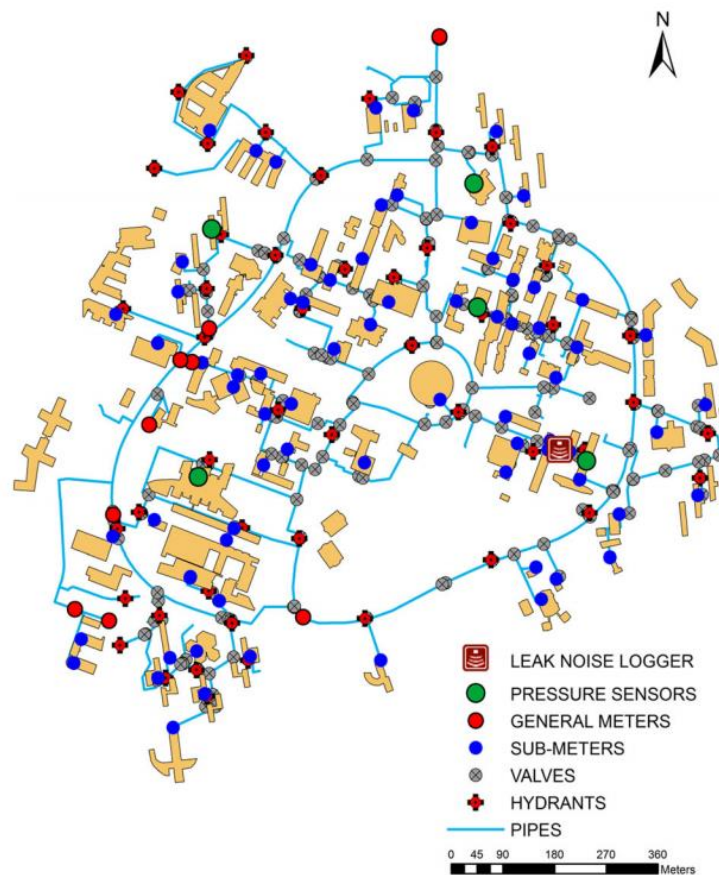 N
LEAK NOISE LOGGER
PRESSURE SENSORS
GENERAL METERS
SUB-METERS
VALVES
HYDRANTS
PIPES
0 45 90 180 270 360
Meters